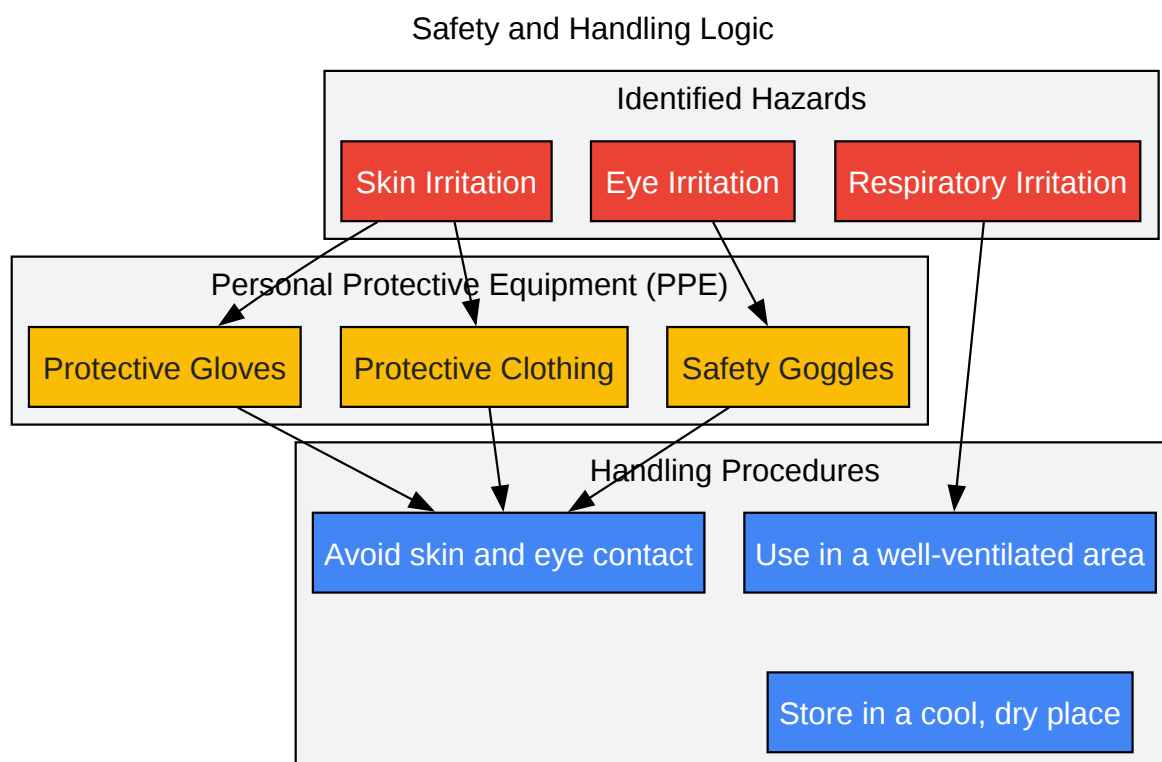 Safety and Handling Logic
Identified Hazards
Skin Irritation
Eye Irritation
Respiratory Irritation
Personal Protective Equipment (PPE)
Protective Gloves
Protective Clothing
Safety Goggles
Handling Procedures
Avoid skin and eye contact
Use in a well-ventilated area
Store in a cool, dry place